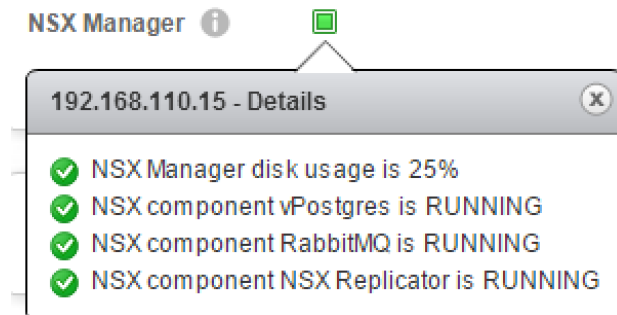 NSX Manager
192.168.110.15 - Details
NSX Manager disk usage is 25%
NSX component vPostgres is RUNNING
NSX component RabbitMQ is RUNNING
NSX component NSX Replicator is RUNNING